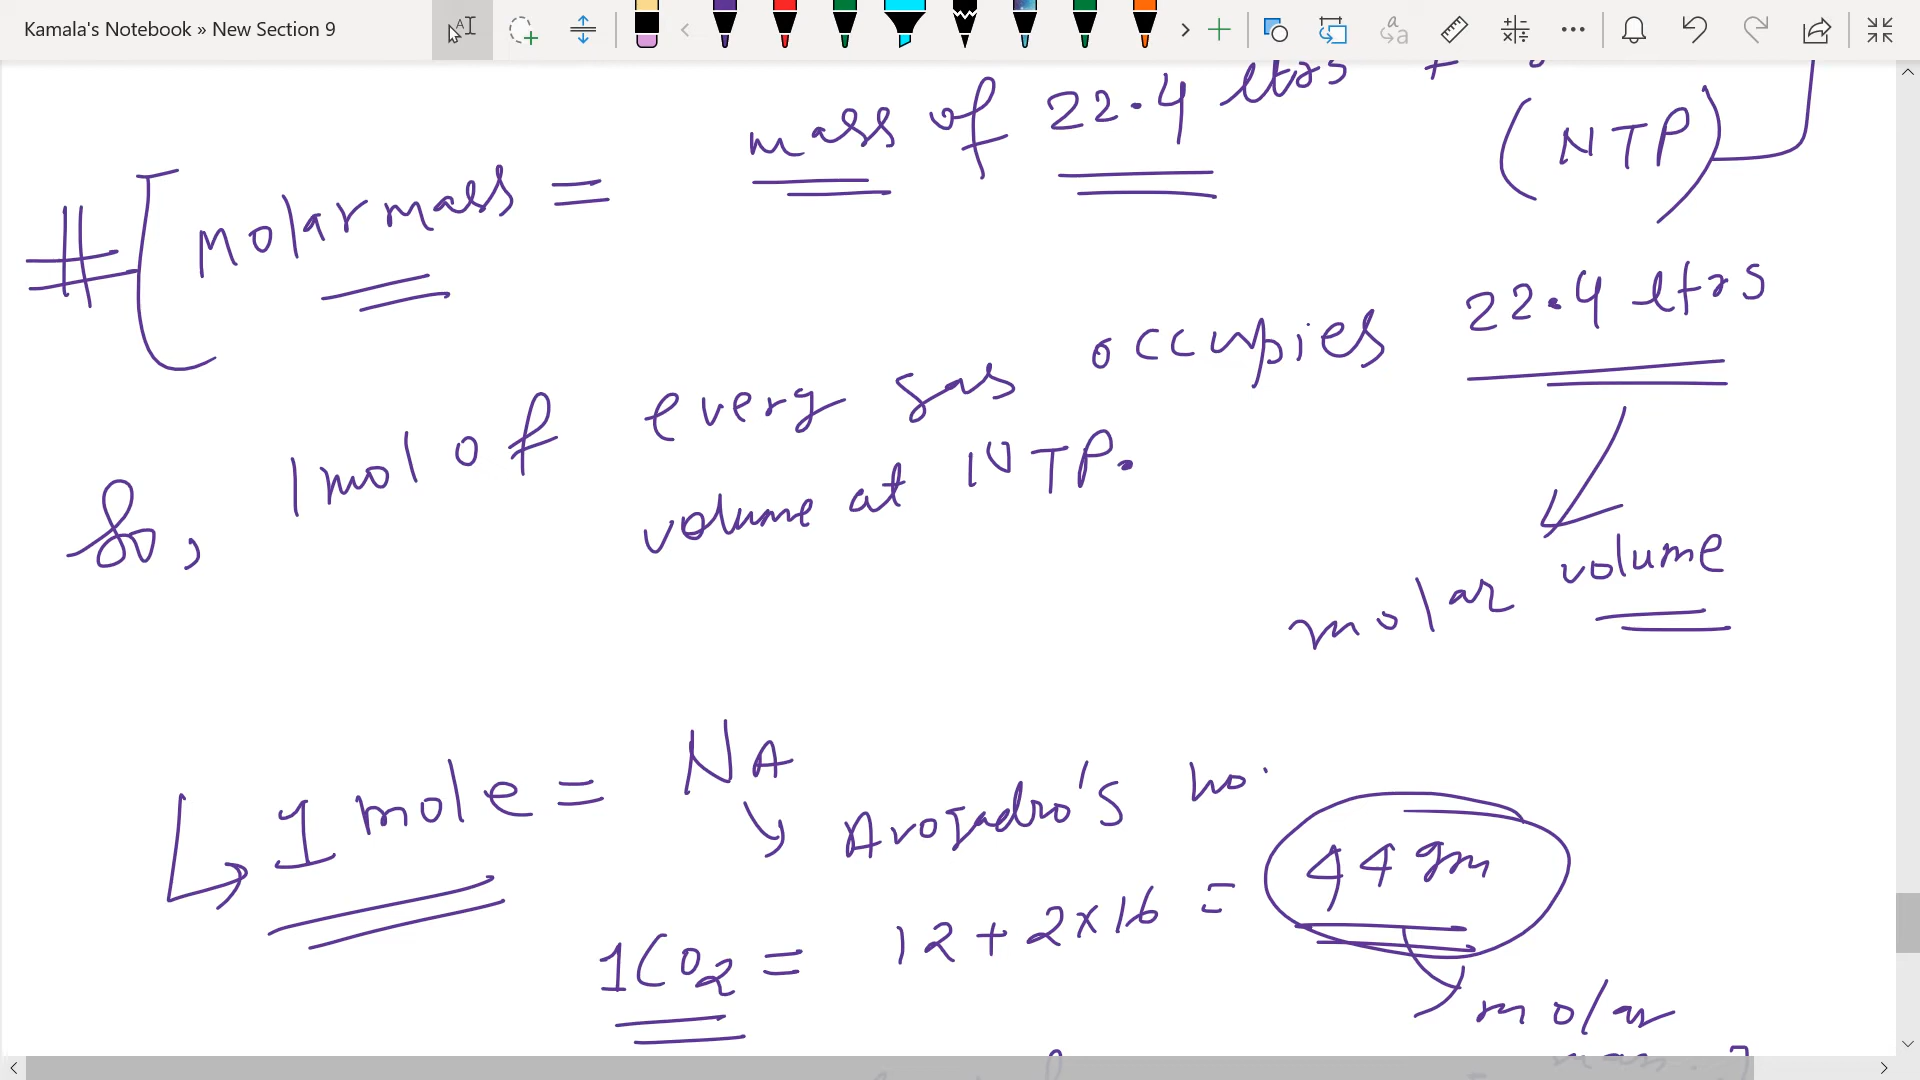 Kamala's Notebook » New Section 9
mass of 22.4 ltrs
# [ Molar mass =
(NTP)
So, 1 mol of every gas occupies 22.4 ltrs
volume at NTP.
molar volume
↳ 1 mole = NA
↘ Avogadro's no.
1CO2 = 12 + 2 x 16 = 44 gm
molar